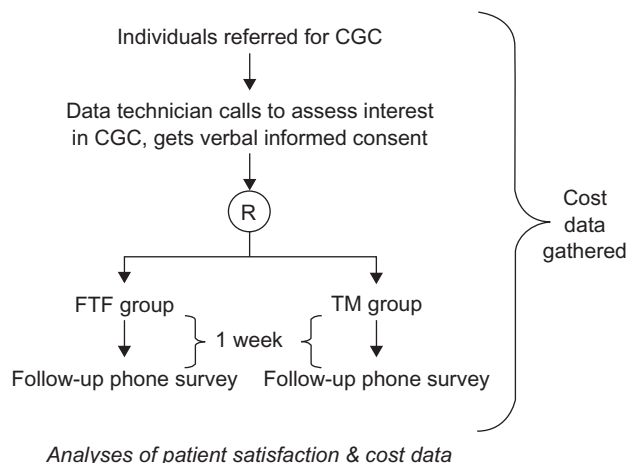 Individuals referred for CGC
Data technician calls to assess interest
in CGC, gets verbal informed consent
R
Cost
data
gathered
FTF group
TM group
1 week
Follow-up phone survey
Follow-up phone survey
Analyses of patient satisfaction & cost data